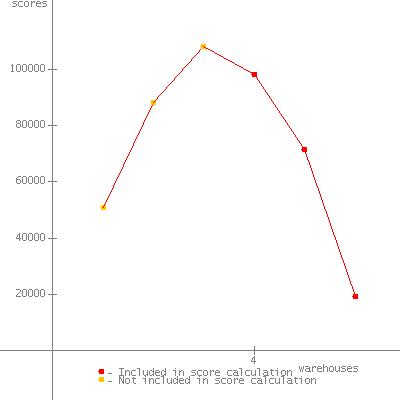 scores
100000
80000
60000
40000
20000
4
warehouses
- Included in score calculation
- Not included in score calculation